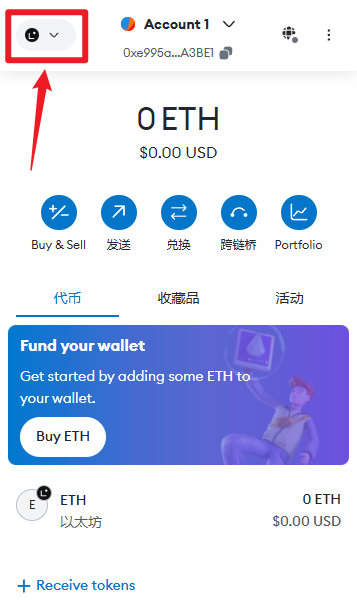 Account 1
0xe995a...A3BE1
0 ETH
$0.00 USD
Buy & Sell
发送
兑换
跨链桥
Portfolio
代币
收藏品
活动
Fund your wallet
Get started by adding some ETH to
your wallet.
Buy ETH
E
ETH
0 ETH
以太坊
$0.00 USD
+ Receive tokens